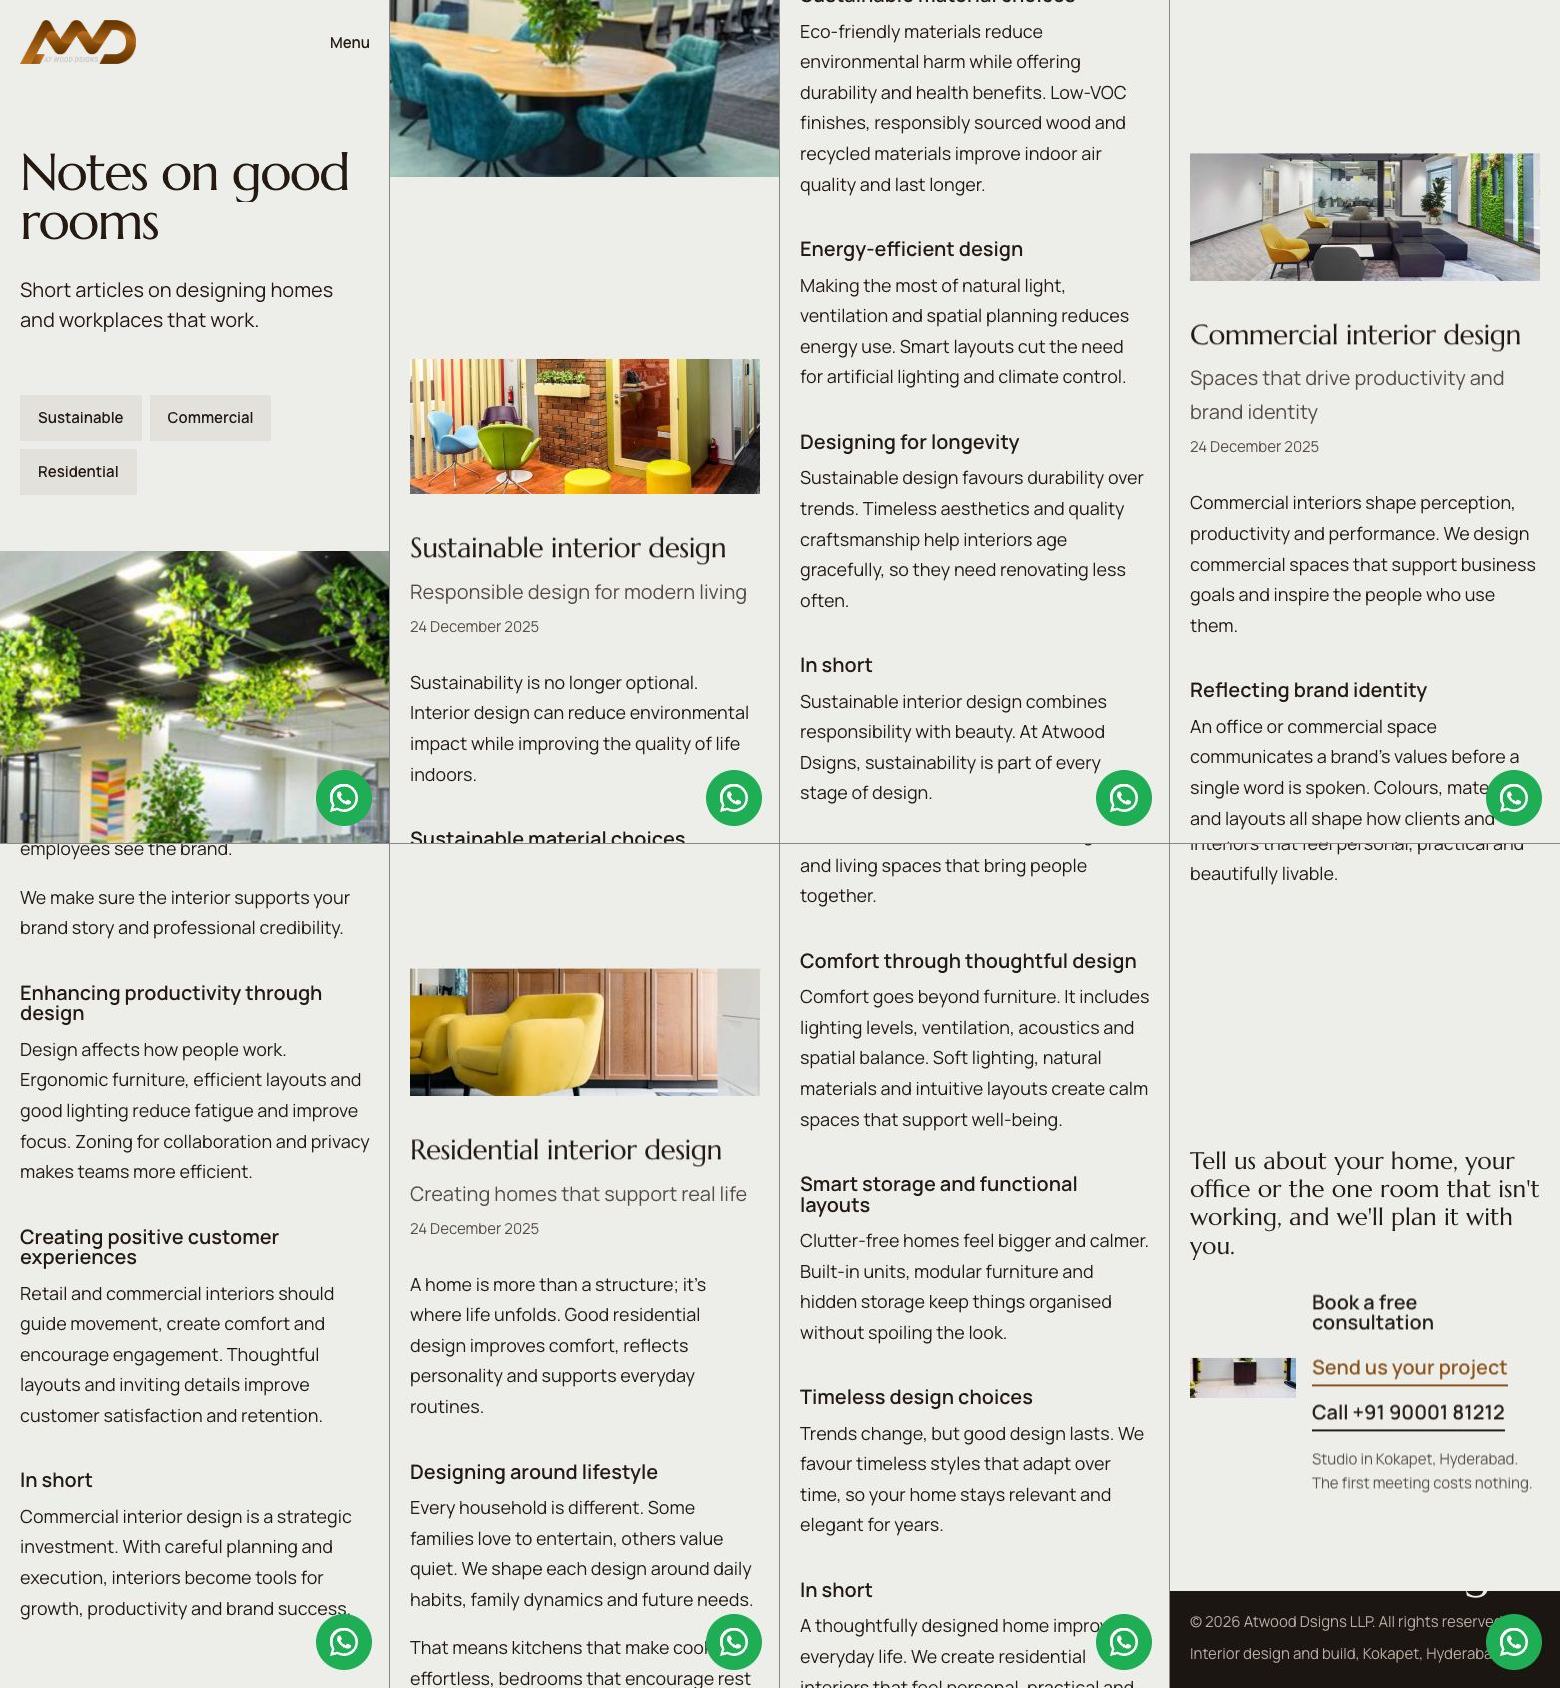 AT WOOD DSIGNS
Menu
Notes on good
rooms
Short articles on designing homes
and workplaces that work.
Sustainable
Commercial
Residential
Sustainable interior design
Responsible design for modern living
24 December 2025
Sustainability is no longer optional.
Interior design can reduce environmental
impact while improving the quality of life
indoors.
Sustainable material choices
Eco-friendly materials reduce
environmental harm while offering
durability and health benefits. Low-VOC
finishes, responsibly sourced wood and
recycled materials improve indoor air
quality and last longer.
Energy-efficient design
Making the most of natural light,
ventilation and spatial planning reduces
energy use. Smart layouts cut the need
for artificial lighting and climate control.
Designing for longevity
Sustainable design favours durability over
trends. Timeless aesthetics and quality
craftsmanship help interiors age
gracefully, so they need renovating less
often.
In short
Sustainable interior design combines
responsibility with beauty. At Atwood
Dsigns, sustainability is part of every
stage of design.
Commercial interior design
Spaces that drive productivity and
brand identity
24 December 2025
Commercial interiors shape perception,
productivity and performance. We design
commercial spaces that support business
goals and inspire the people who use
them.
Reflecting brand identity
An office or commercial space
communicates a brand's values before a
single word is spoken. Colours,
and layouts all shape how clients and
employees see the brand.
We make sure the interior supports your
brand story and professional credibility.
Enhancing productivity through
design
Design affects how people work.
Ergonomic furniture, efficient layouts and
good lighting reduce fatigue and improve
focus. Zoning for collaboration and privacy
makes teams more efficient.
Creating positive customer
experiences
Retail and commercial interiors should
guide movement, create comfort and
encourage engagement. Thoughtful
layouts and inviting details improve
customer satisfaction and retention.
In short
Commercial interior design is a strategic
investment. With careful planning and
execution, interiors become tools for
growth, productivity and brand success.
Residential interior design
Creating homes that support real life
24 December 2025
A home is more than a structure; it's
where life unfolds. Good residential
design improves comfort, reflects
personality and supports everyday
routines.
Designing around lifestyle
Every household is different. Some
families love to entertain, others value
quiet. We shape each design around daily
habits, family dynamics and future needs.
That means kitchens that make
effortless, bedrooms that encourage rest
and living spaces that bring people
together.
Comfort through thoughtful design
Comfort goes beyond furniture. It includes
lighting levels, ventilation, acoustics and
spatial balance. Soft lighting, natural
materials and intuitive layouts create calm
spaces that support well-being.
Smart storage and functional
layouts
Clutter-free homes feel bigger and calmer.
Built-in units, modular furniture and
hidden storage keep things organised
without spoiling the look.
Timeless design choices
Trends change, but good design lasts. We
favour timeless styles that adapt over
time, so your home stays relevant and
elegant for years.
In short
A thoughtfully designed home
everyday life. We create residential
interiors that feel personal, practical and
interiors that feel personal, practical and
beautifully livable.
Tell us about your home, your
office or the one room that isn't
working, and we'll plan it with
you.
Book a free
consultation
Send us your project
Call +91 90001 81212
Studio in Kokapet, Hyderabad.
The first meeting costs nothing.
© 2026 Atwood Dsigns LLP. All rights
Interior design and build, Kokapet,